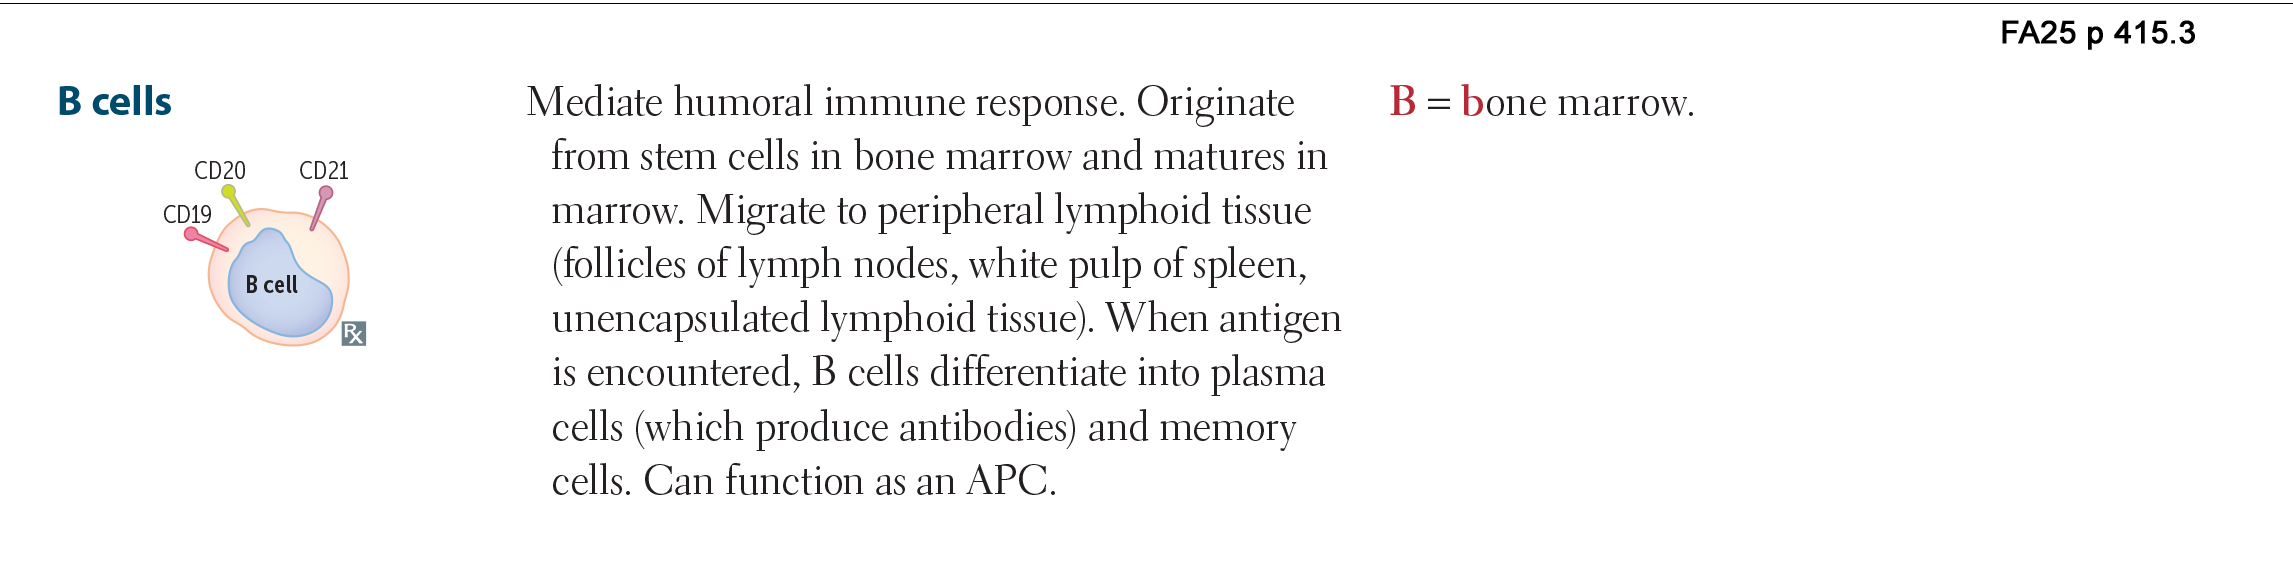 FA25 p 415.3
B cells
CD20
CD21
CD19
B cell
Rx
Mediate humoral immune response. Originate
from stem cells in bone marrow and matures in
marrow. Migrate to peripheral lymphoid tissue
(follicles of lymph nodes, white pulp of spleen,
unencapsulated lymphoid tissue). When antigen
is encountered, B cells differentiate into plasma
cells (which produce antibodies) and memory
cells. Can function as an APC.
B = bone marrow.